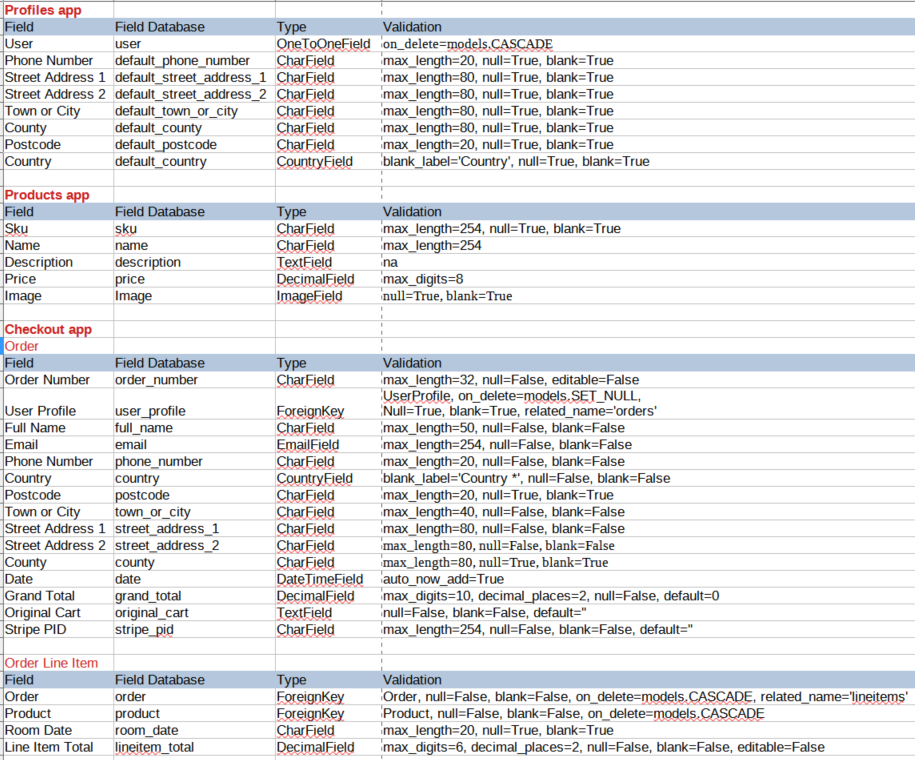 Profiles app
Field Field Database Type Validation
User user OneToOneField on_delete=models.CASCADE
Phone Number default_phone_number CharField max_length=20, null=True, blank=True
Street Address 1 default_street_address_1 CharField max_length=80, null=True, blank=True
Street Address 2 default_street_address_2 CharField max_length=80, null=True, blank=True
Town or City default_town_or_city CharField max_length=80, null=True, blank=True
County default_county CharField max_length=80, null=True, blank=True
Postcode default_postcode CharField max_length=20, null=True, blank=True
Country default_country CountryField blank_label='Country', null=True, blank=True
Products app
Field Field Database Type Validation
Sku sku CharField max_length=254, null=True, blank=True
Name name CharField max_length=254
Description description TextField na
Price price DecimalField max_digits=8
Image Image ImageField null=True, blank=True
Checkout app
Order
Field Field Database Type Validation
Order Number order_number CharField max_length=32, null=False, editable=False
UserProfile, on_delete=models.SET_NULL,
User Profile user_profile ForeignKey Null=True, blank=True, related_name='orders'
Full Name full_name CharField max_length=50, null=False, blank=False
Email email EmailField max_length=254, null=False, blank=False
Phone Number phone_number CharField max_length=20, null=False, blank=False
Country country CountryField blank_label='Country *', null=False, blank=False
Postcode postcode CharField max_length=20, null=True, blank=True
Town or City town_or_city CharField max_length=40, null=False, blank=False
Street Address 1 street_address_1 CharField max_length=80, null=False, blank=False
Street Address 2 street_address_2 CharField max_length=80, null=False, blank=False
County county CharField max_length=80, null=True, blank=True
Date date DateTimeField auto_now_add=True
Grand Total grand_total DecimalField max_digits=10, decimal_places=2, null=False, default=0
Original Cart original_cart TextField null=False, blank=False, default=''
Stripe PID stripe_pid CharField max_length=254, null=False, blank=False, default=''
Order Line Item
Field Field Database Type Validation
Order order ForeignKey Order, null=False, blank=False, on_delete=models.CASCADE, related_name='lineitems'
Product product ForeignKey Product, null=False, blank=False, on_delete=models.CASCADE
Room Date room_date CharField max_length=20, null=True, blank=True
Line Item Total lineitem_total DecimalField max_digits=6, decimal_places=2, null=False, blank=False, editable=False